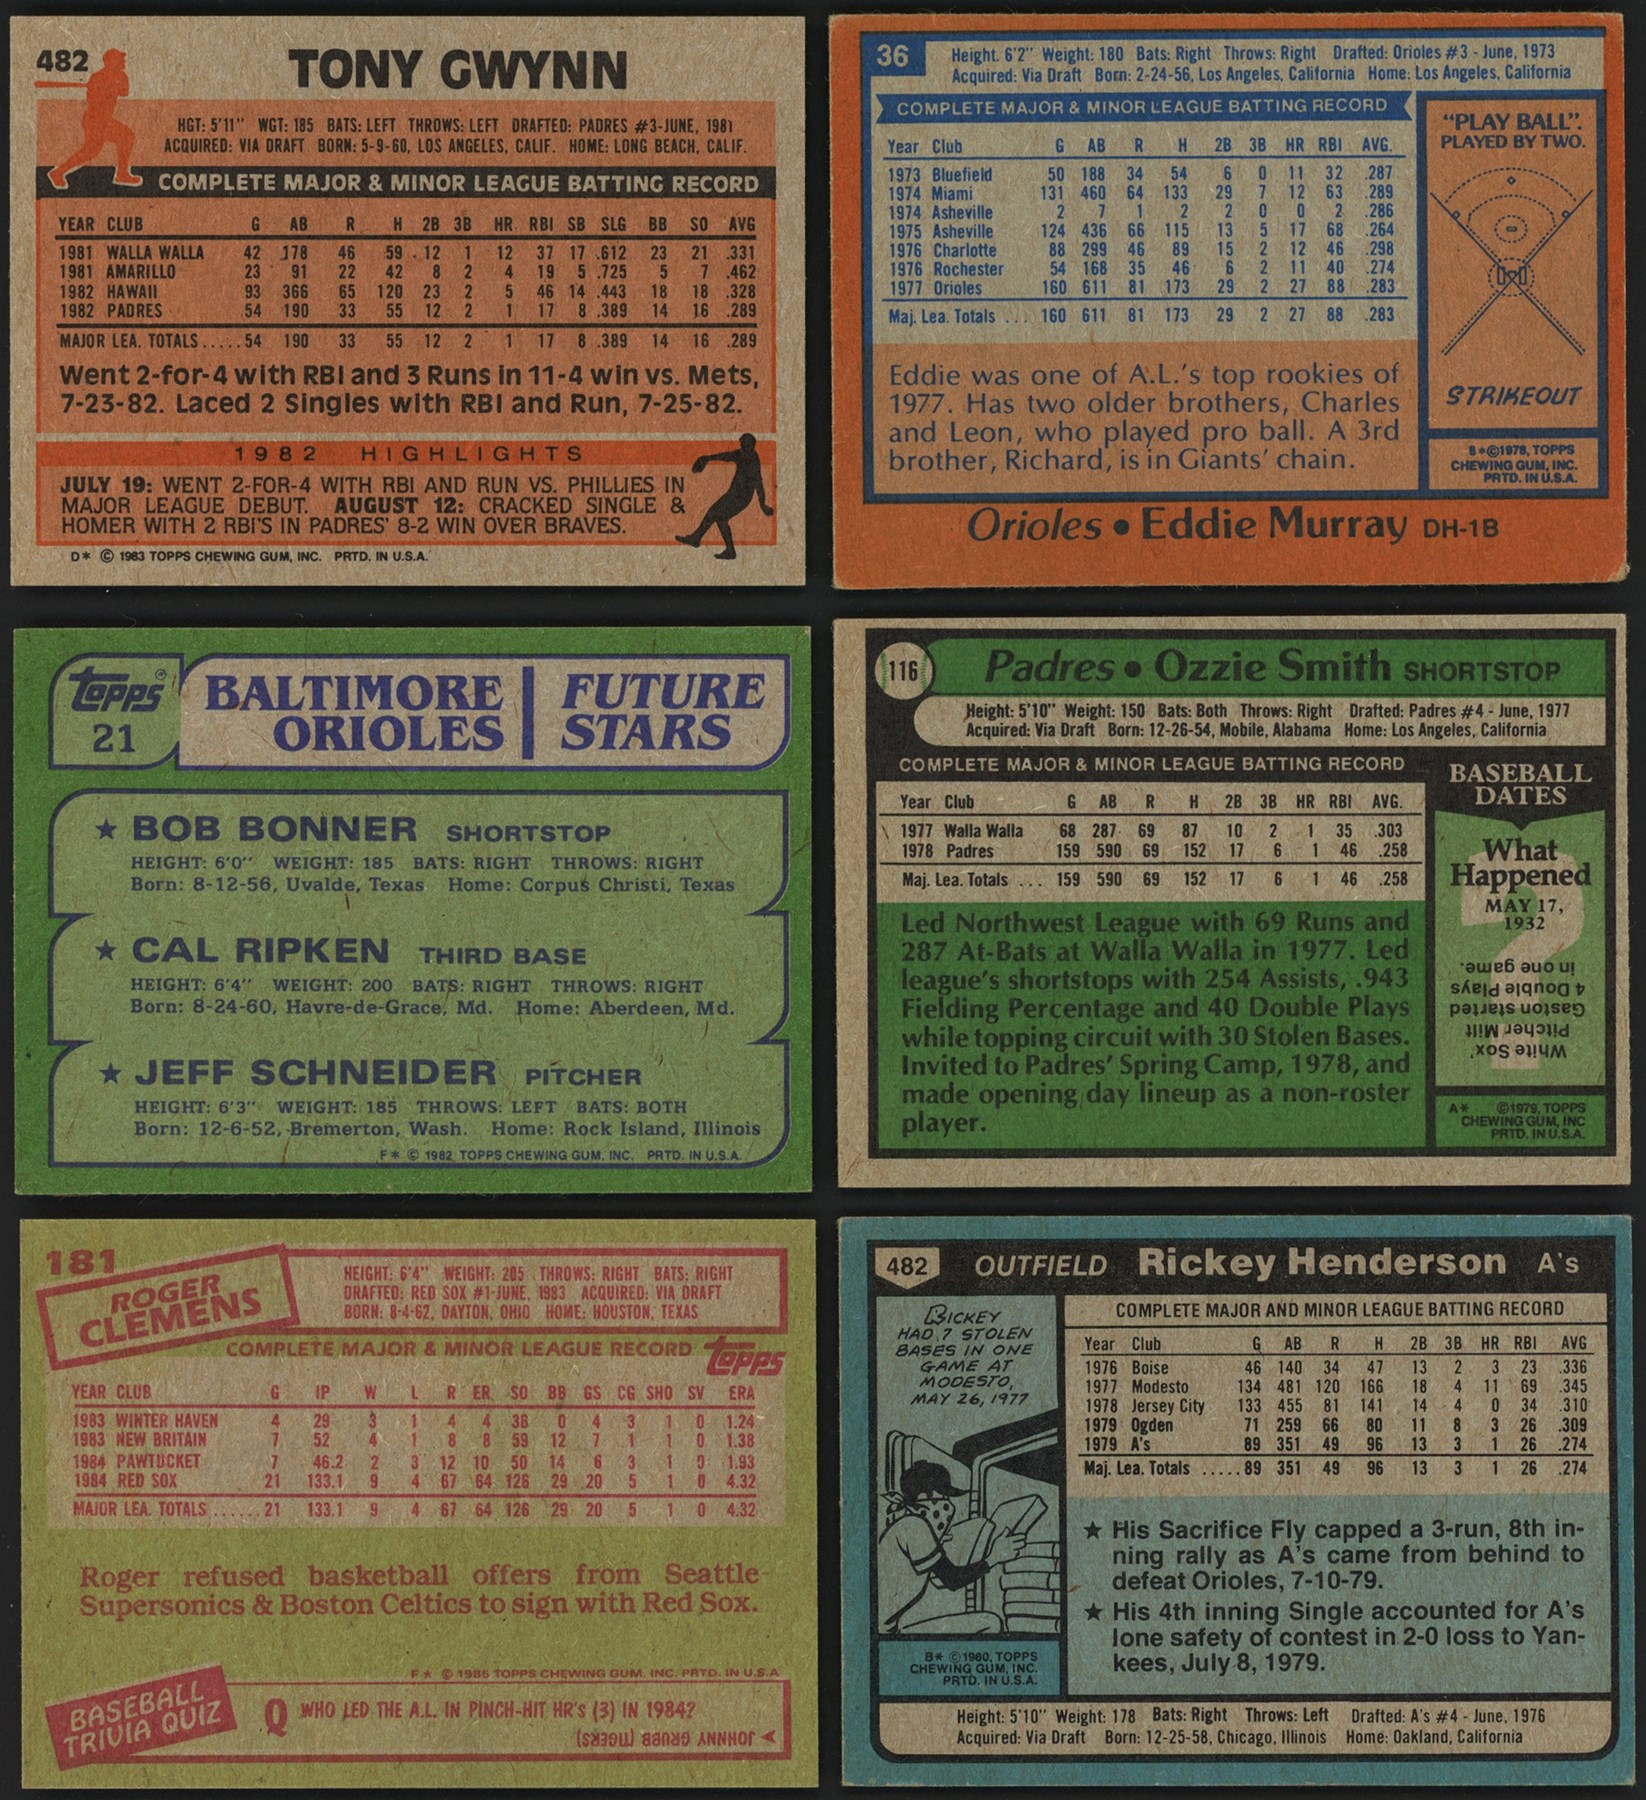 482
TONY GWYNN
HGT: 5'11" WGT: 185 BATS: LEFT THROWS: LEFT DRAFTED: PADRES #3-JUNE, 1981
ACQUIRED: VIA DRAFT BORN: 5-9-60, LOS ANGELES, CALIF. HOME: LONG BEACH, CALIF.
COMPLETE MAJOR & MINOR LEAGUE BATTING RECORD
YEAR CLUB G AB R H 2B 3B HR RBI SB SLG BB SO AVG
1981 WALLA WALLA 42 178 46 59 12 1 12 37 17 .612 23 21 .331
1981 AMARILLO 23 91 22 42 8 2 4 19 5 .725 5 7 .462
1982 HAWAII 93 366 65 120 23 2 5 46 14 .443 18 18 .328
1982 PADRES 54 190 33 55 12 2 1 17 8 .389 14 16 .289
MAJOR LEA. TOTALS.....54 190 33 55 12 2 1 17 8 .389 14 16 .289
Went 2-for-4 with RBI and 3 Runs in 11-4 win vs. Mets,
7-23-82. Laced 2 Singles with RBI and Run, 7-25-82.
1982 HIGHLIGHTS
JULY 19: WENT 2-FOR-4 WITH RBI AND RUN VS. PHILLIES IN
MAJOR LEAGUE DEBUT. AUGUST 12: CRACKED SINGLE &
HOMER WITH 2 RBI'S IN PADRES' 8-2 WIN OVER BRAVES.
D* © 1983 TOPPS CHEWING GUM, INC. PRTD. IN U.S.A.
36
Height: 6'2" Weight: 180 Bats: Right Throws: Right Drafted: Orioles #3 - June, 1973
Acquired: Via Draft Born: 2-24-56, Los Angeles, California Home: Los Angeles, California
COMPLETE MAJOR & MINOR LEAGUE BATTING RECORD
Year Club G AB R H 2B 3B HR RBI AVG.
1973 Bluefield 50 188 34 54 6 0 11 32 .287
1974 Miami 131 460 64 133 29 7 12 63 .289
1974 Asheville 2 7 1 2 2 0 0 2 .286
1975 Asheville 124 436 66 115 13 5 17 68 .264
1976 Charlotte 88 299 46 89 15 2 12 46 .298
1976 Rochester 54 168 35 46 6 2 11 40 .274
1977 Orioles 160 611 81 173 29 2 27 88 .283
Maj. Lea. Totals ... 160 611 81 173 29 2 27 88 .283
Eddie was one of A.L.'s top rookies of
1977. Has two older brothers, Charles
and Leon, who played pro ball. A 3rd
brother, Richard, is in Giants' chain.
"PLAY BALL".
PLAYED BY TWO.
STRIKEOUT
B*©1978, TOPPS
CHEWING GUM, INC.
PRTD. IN U.S.A.
Orioles • Eddie Murray DH-1B
topps®
21
BALTIMORE
ORIOLES
FUTURE
STARS
★ BOB BONNER SHORTSTOP
HEIGHT: 6'0" WEIGHT: 185 BATS: RIGHT THROWS: RIGHT
Born: 8-12-56, Uvalde, Texas Home: Corpus Christi, Texas
★ CAL RIPKEN THIRD BASE
HEIGHT: 6'4" WEIGHT: 200 BATS: RIGHT THROWS: RIGHT
Born: 8-24-60, Havre-de-Grace, Md. Home: Aberdeen, Md.
★ JEFF SCHNEIDER PITCHER
HEIGHT: 6'3" WEIGHT: 185 THROWS: LEFT BATS: BOTH
Born: 12-6-52, Bremerton, Wash. Home: Rock Island, Illinois
F* © 1982 TOPPS CHEWING GUM, INC. PRTD. IN U.S.A.
116
Padres • Ozzie Smith SHORTSTOP
Height: 5'10" Weight: 150 Bats: Both Throws: Right Drafted: Padres #4 - June, 1977
Acquired: Via Draft Born: 12-26-54, Mobile, Alabama Home: Los Angeles, California
COMPLETE MAJOR & MINOR LEAGUE BATTING RECORD
Year Club G AB R H 2B 3B HR RBI AVG.
1977 Walla Walla 68 287 69 87 10 2 1 35 .303
1978 Padres 159 590 69 152 17 6 1 46 .258
Maj. Lea. Totals ... 159 590 69 152 17 6 1 46 .258
Led Northwest League with 69 Runs and
287 At-Bats at Walla Walla in 1977. Led
league's shortstops with 254 Assists, .943
Fielding Percentage and 40 Double Plays
while topping circuit with 30 Stolen Bases.
Invited to Padres' Spring Camp, 1978, and
made opening day lineup as a non-roster
player.
BASEBALL
DATES
What
Happened
MAY 17,
1932
?
White Sox'
Pitcher Milt
Gaston started
4 Double Plays
in one game.
A* ©1979, TOPPS
CHEWING GUM, INC
PRTD. IN U.S.A.
181
ROGER
CLEMENS
HEIGHT: 6'4" WEIGHT: 205 THROWS: RIGHT BATS: RIGHT
DRAFTED: RED SOX #1-JUNE, 1983 ACQUIRED: VIA DRAFT
BORN: 8-4-62, DAYTON, OHIO HOME: HOUSTON, TEXAS
COMPLETE MAJOR & MINOR LEAGUE RECORD
topps
YEAR CLUB G IP W L R ER SO BB GS CG SHO SV ERA
1983 WINTER HAVEN 4 29 3 1 4 4 36 0 4 3 1 0 1.24
1983 NEW BRITAIN 7 52 4 1 8 8 59 12 7 1 1 0 1.38
1984 PAWTUCKET 7 46.2 2 3 12 10 50 14 6 3 1 0 1.93
1984 RED SOX 21 133.1 9 4 67 64 126 29 20 5 1 0 4.32
MAJOR LEA. TOTALS ......21 133.1 9 4 67 64 126 29 20 5 1 0 4.32
Roger refused basketball offers from Seattle
Supersonics & Boston Celtics to sign with Red Sox.
F* © 1985 TOPPS CHEWING GUM, INC. PRTD. IN U.S.A
BASEBALL
TRIVIA QUIZ
Q WHO LED THE A.L. IN PINCH-HIT HR's (3) IN 1984?
JOHNNY GRUBB (TIGERS)
482
OUTFIELD Rickey Henderson A's
RICKEY
HAD 7 STOLEN
BASES IN ONE
GAME AT
MODESTO,
MAY 26, 1977
COMPLETE MAJOR AND MINOR LEAGUE BATTING RECORD
Year Club G AB R H 2B 3B HR RBI AVG
1976 Boise 46 140 34 47 13 2 3 23 .336
1977 Modesto 134 481 120 166 18 4 11 69 .345
1978 Jersey City 133 455 81 141 14 4 0 34 .310
1979 Ogden 71 259 66 80 11 8 3 26 .309
1979 A's 89 351 49 96 13 3 1 26 .274
Maj. Lea. Totals .....89 351 49 96 13 3 1 26 .274
★ His Sacrifice Fly capped a 3-run, 8th in-
ning rally as A's came from behind to
defeat Orioles, 7-10-79.
★ His 4th inning Single accounted for A's
lone safety of contest in 2-0 loss to Yan-
kees, July 8, 1979.
B* ©1980, TOPPS
CHEWING GUM, INC.
PRTD. IN U.S.A.
Height: 5'10" Weight: 178 Bats: Right Throws: Left Drafted: A's #4 - June, 1976
Acquired: Via Draft Born: 12-25-58, Chicago, Illinois Home: Oakland, California